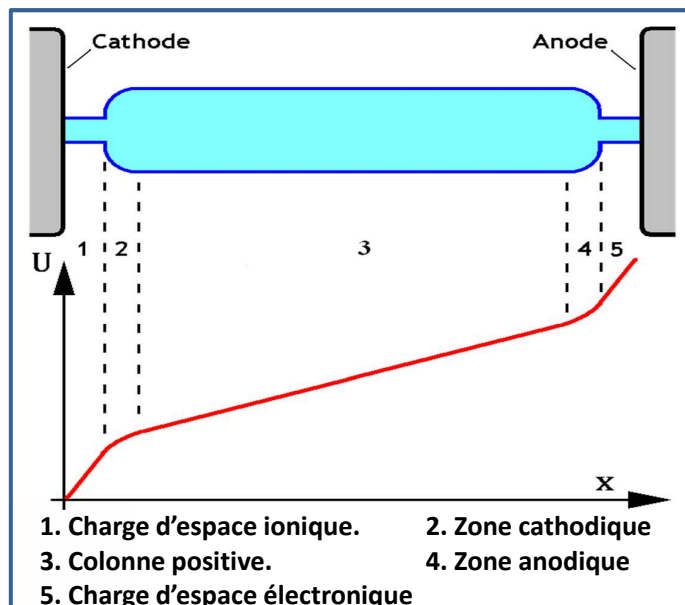 Cathode Anode
1 2 3 4 5
U
x
1. Charge d’espace ionique. 2. Zone cathodique
3. Colonne positive. 4. Zone anodique
5. Charge d’espace électronique